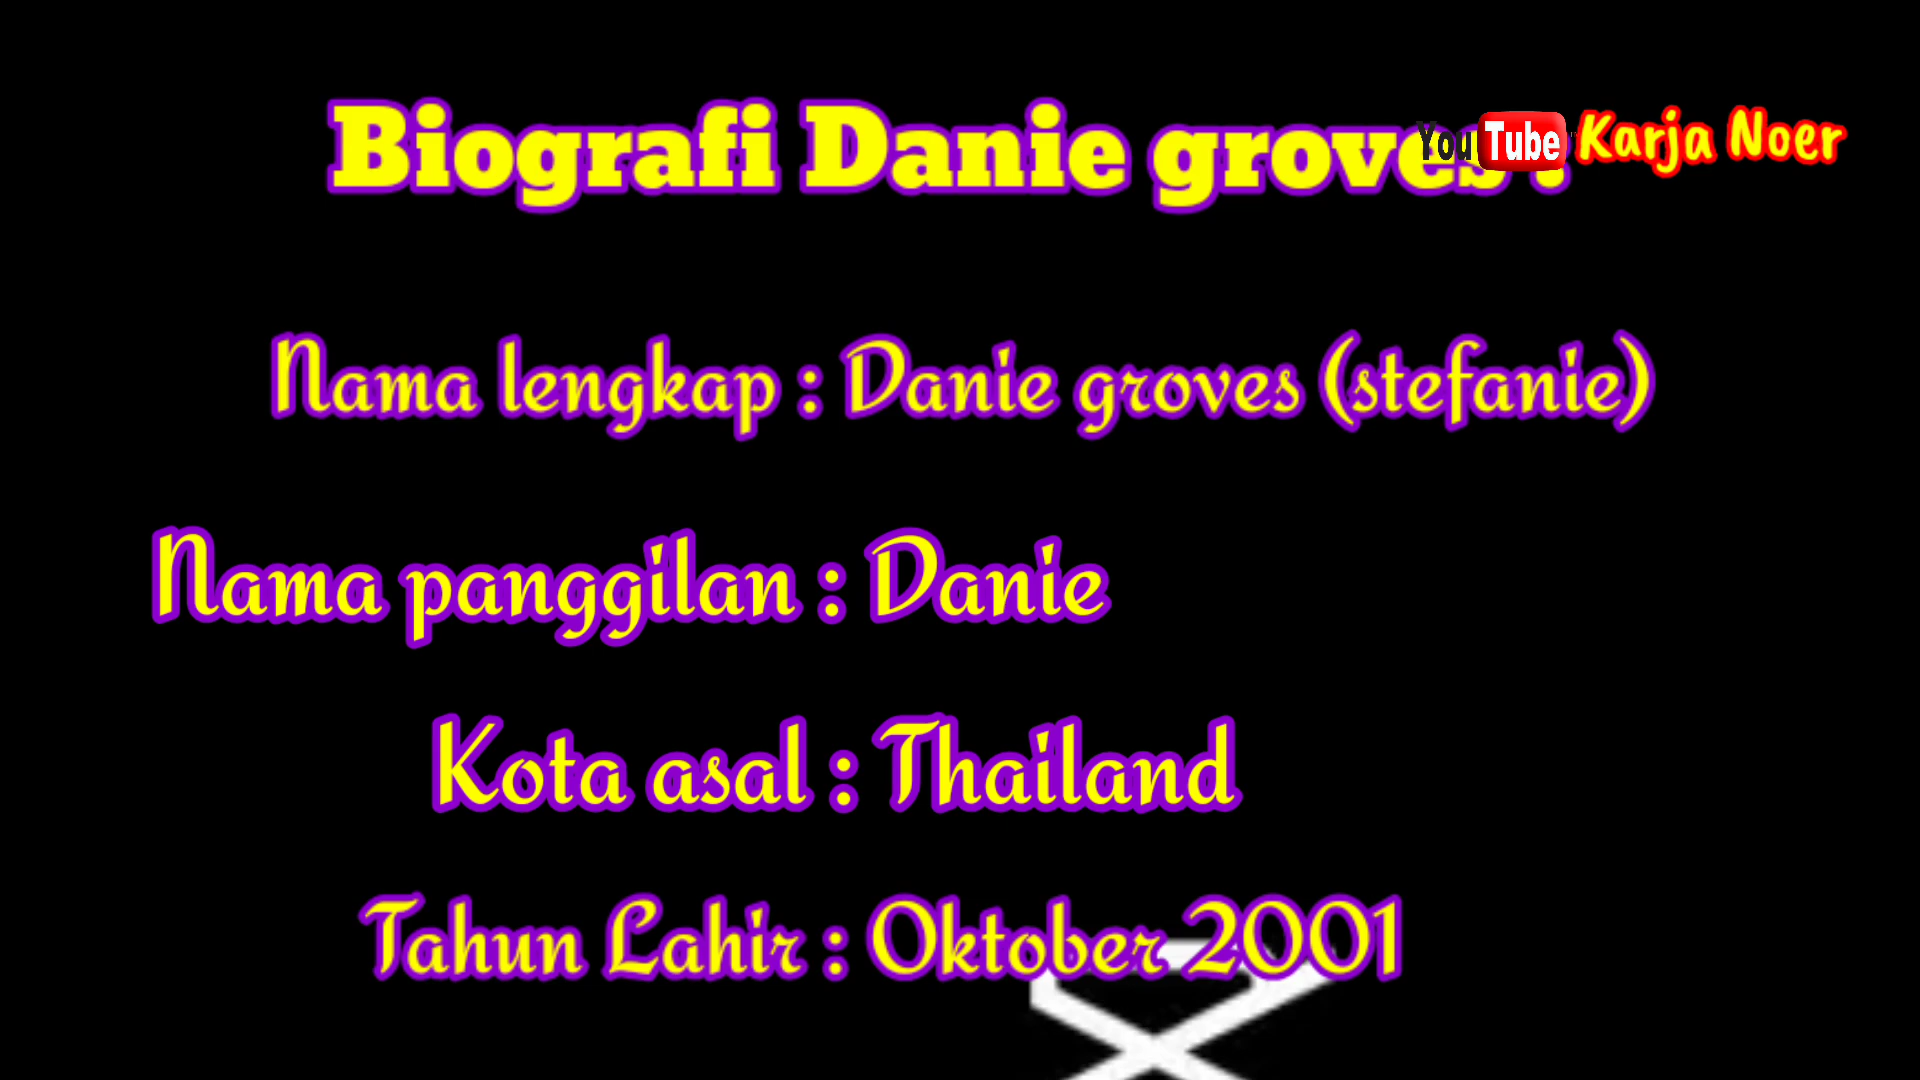 Biografi Danie groves :
YouTube Karja Noer
Nama lengkap : Danie groves (stefanie)
Nama panggilan : Danie
Kota asal : Thailand
Tahun Lahir : Oktober 2001